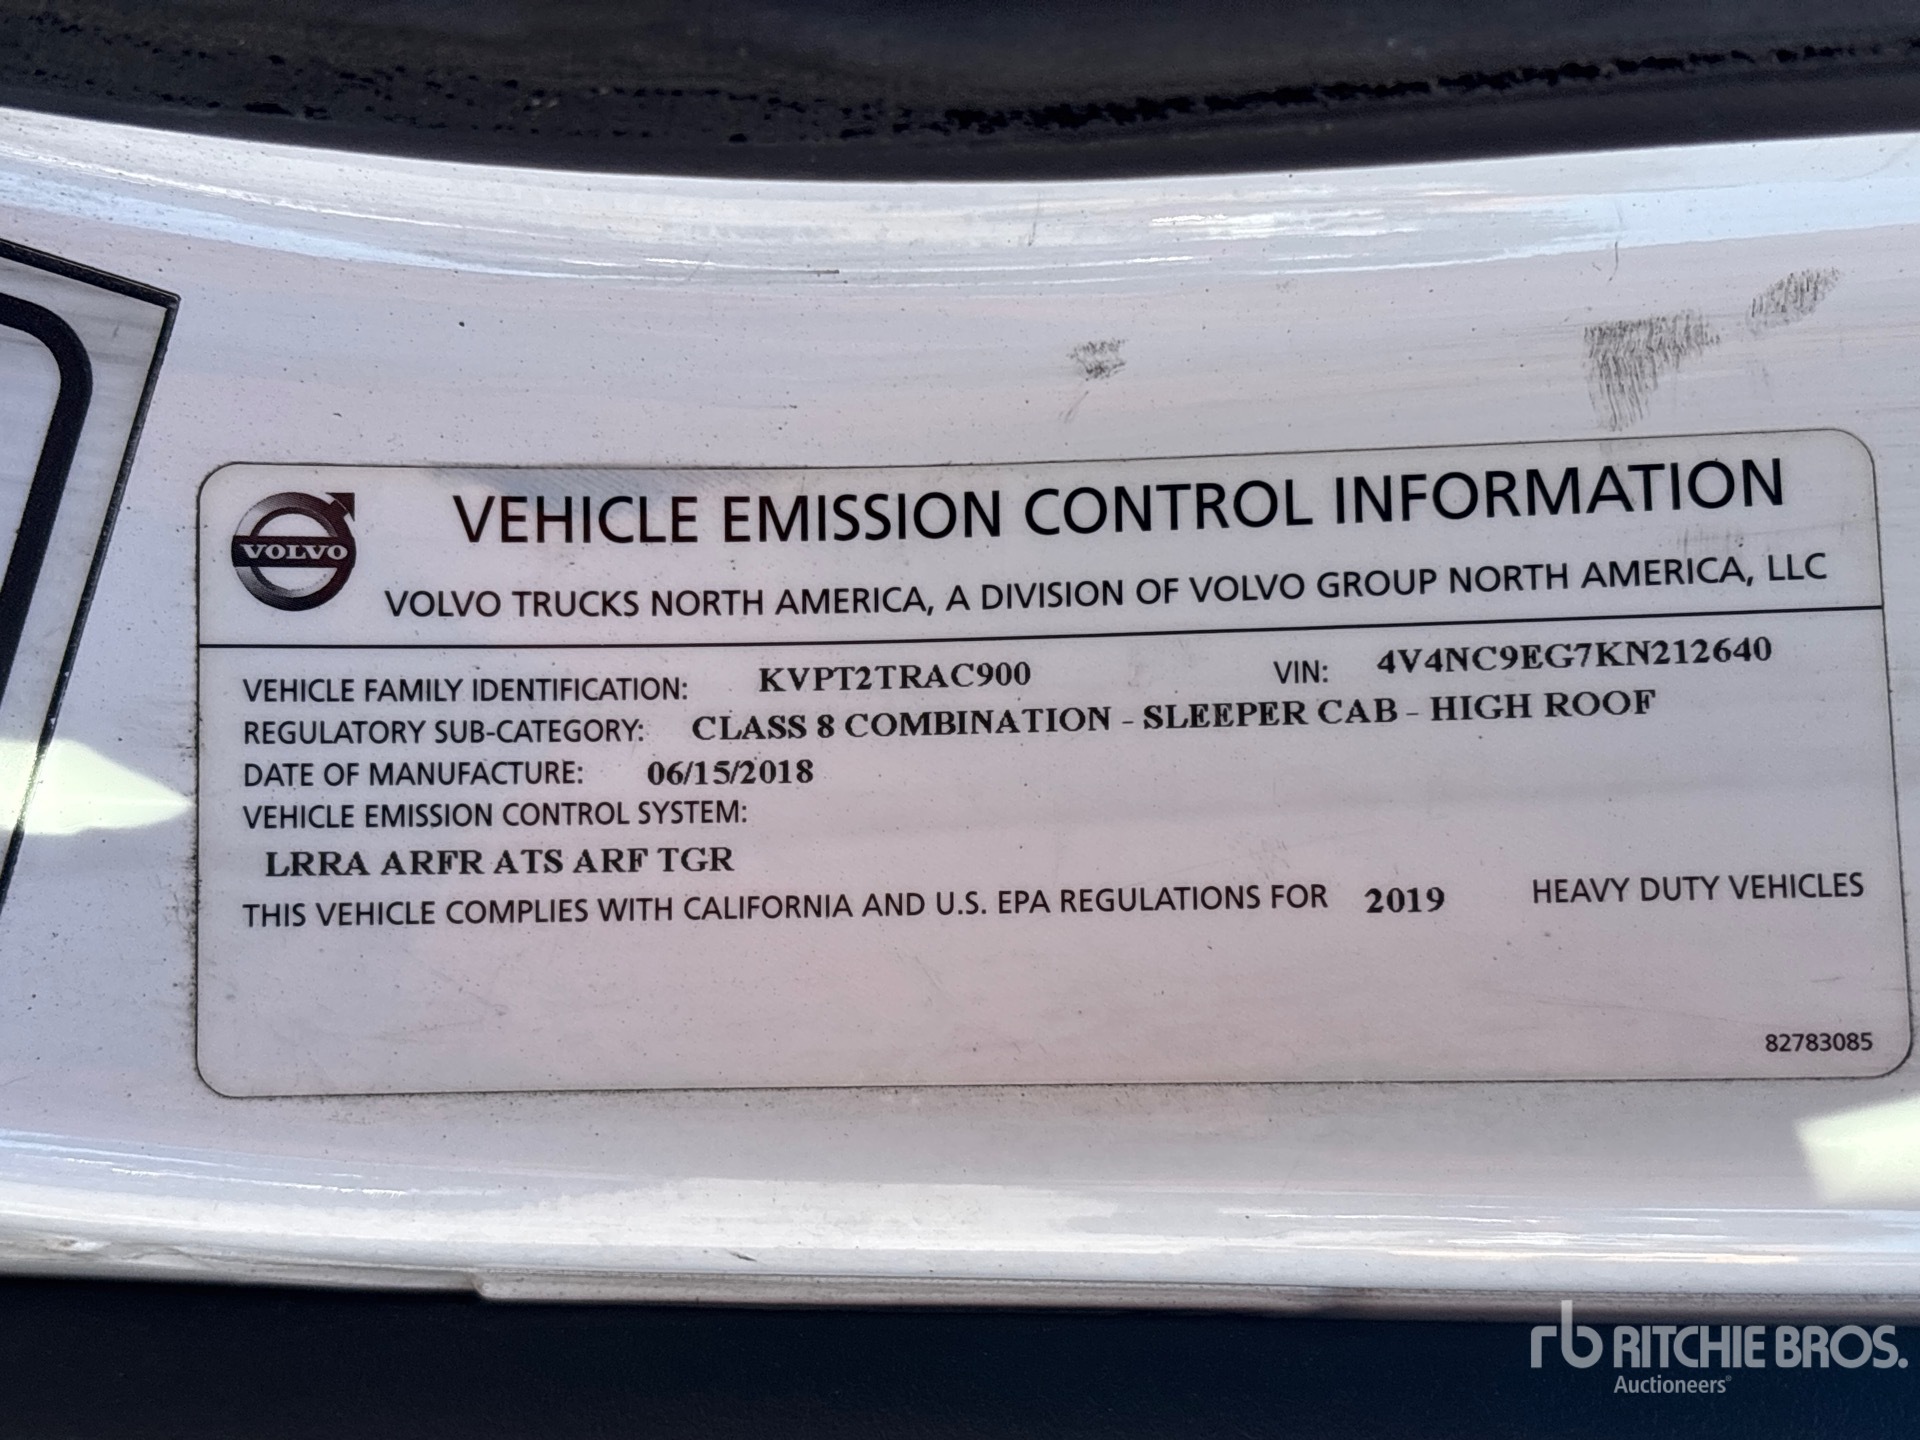 VOLVO
VEHICLE EMISSION CONTROL INFORMATION
VOLVO TRUCKS NORTH AMERICA, A DIVISION OF VOLVO GROUP NORTH AMERICA, LLC
VEHICLE FAMILY IDENTIFICATION: KVPT2TRAC900 VIN: 4V4NC9EG7KN212640
REGULATORY SUB-CATEGORY: CLASS 8 COMBINATION - SLEEPER CAB - HIGH ROOF
DATE OF MANUFACTURE: 06/15/2018
VEHICLE EMISSION CONTROL SYSTEM:
LRRA ARFR ATS ARF TGR
THIS VEHICLE COMPLIES WITH CALIFORNIA AND U.S. EPA REGULATIONS FOR 2019 HEAVY DUTY VEHICLES
82783085
rb RITCHIE BROS.
Auctioneers